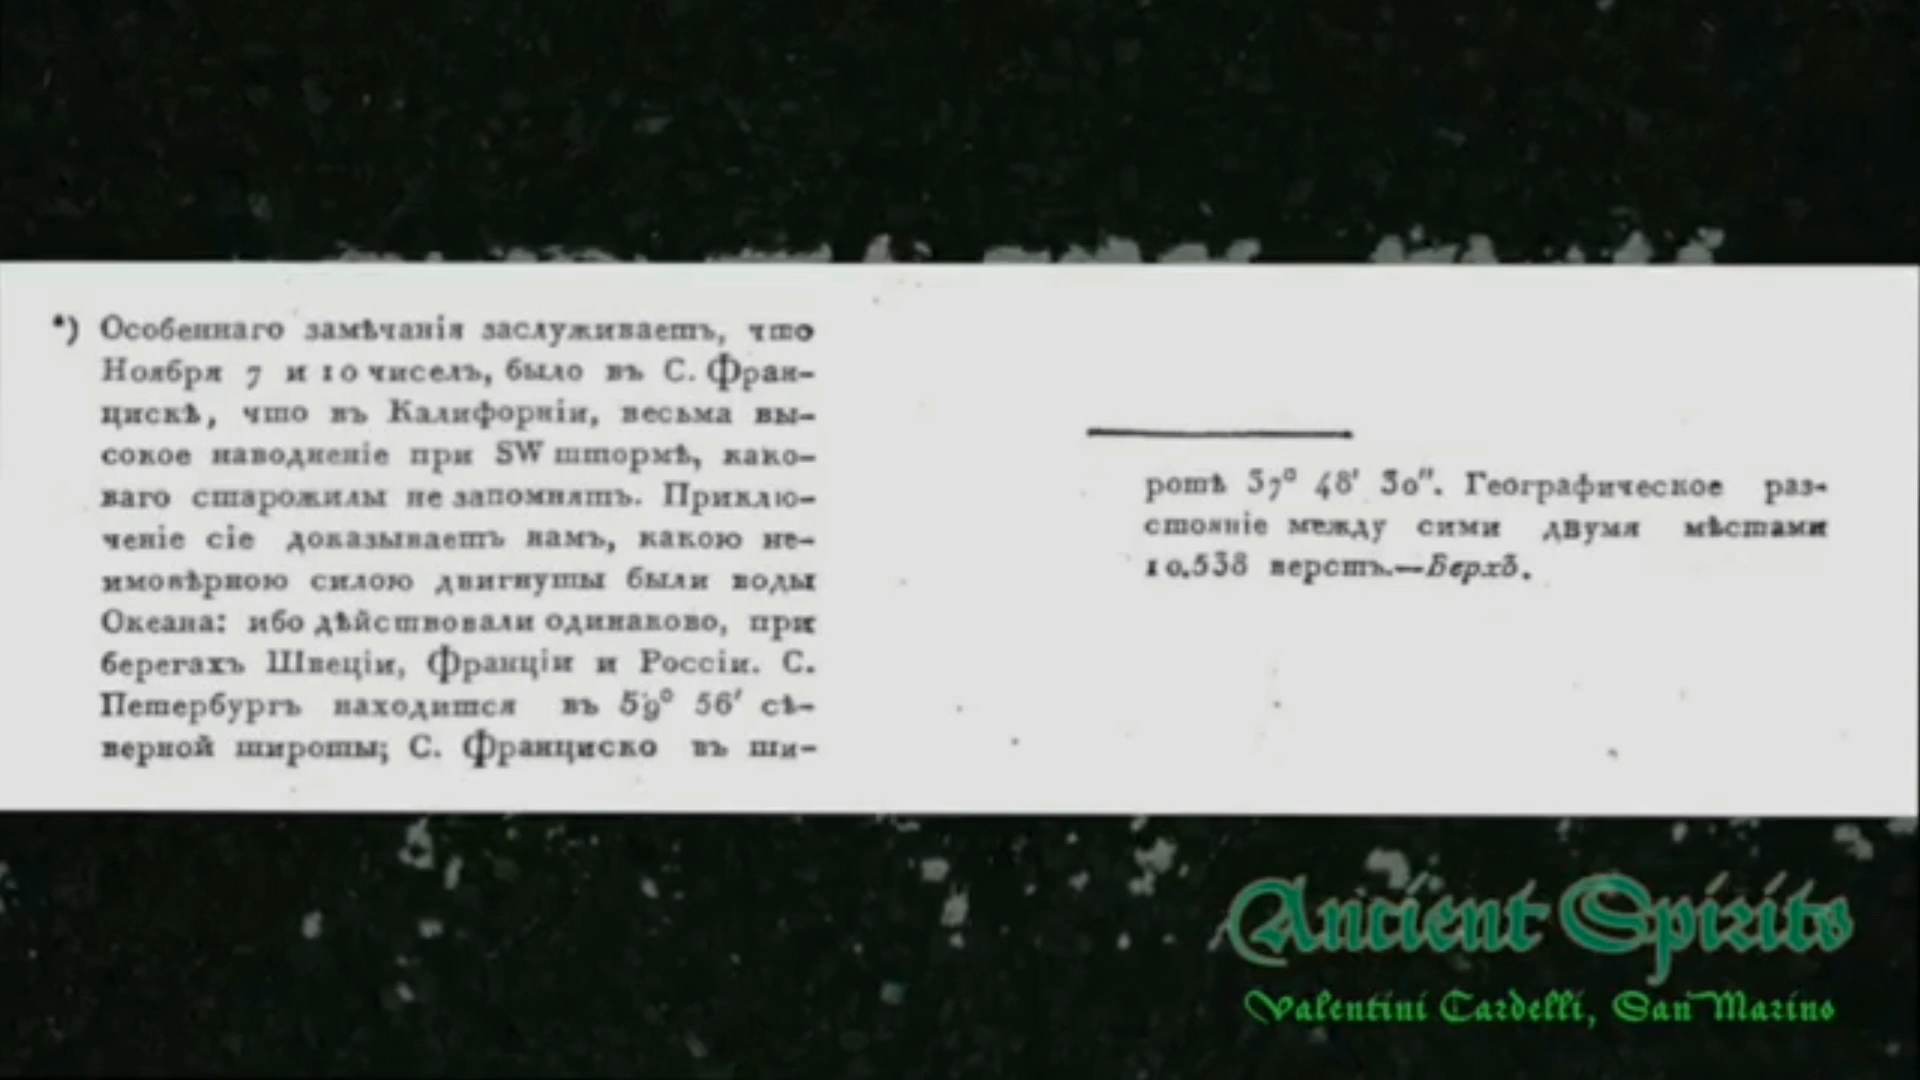 *) Особеннаго замѣчанія заслуживаетъ, что
Ноября 7 и 10 чиселъ, было въ С. Фран-
цискѣ, что въ Калифорніи, весьма вы-
сокое наводненіе при SW штормѣ, како-
ваго старожилы не запомнятъ. Приклю-
ченіе сіе доказываетъ намъ, какою не-
имовѣрною силою двигнуты были воды
Океана: ибо дѣйствовали одинаково, при
берегахъ Швеціи, Франціи и Россіи. С.
Петербургъ находится въ 59° 56′ сѣ-
верной широты; С. Франциско въ ши-
ротѣ 37° 48′ 30″. Географическое раз-
стояніе между сими двумя мѣстами
10.538 верстъ.—Берхъ.
Ancient Spirits
Valentini Cardelli, San Marino